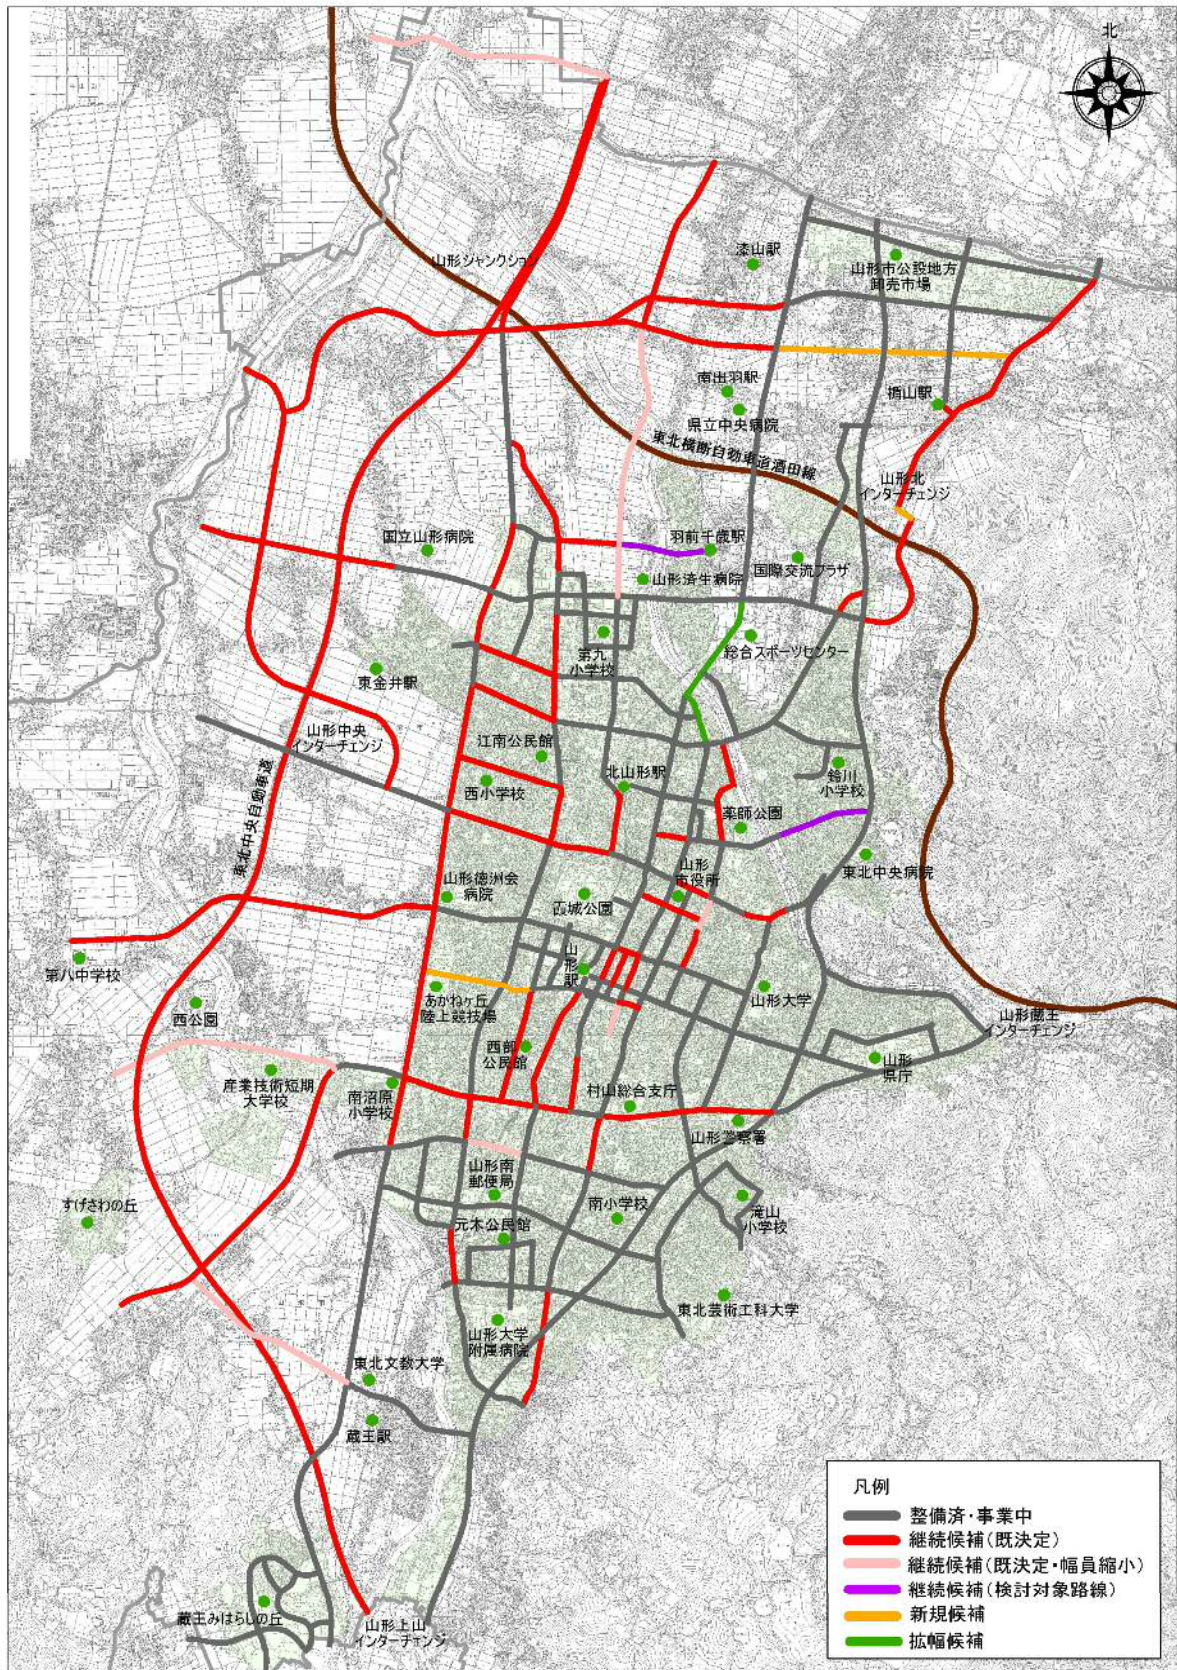 北
漆山駅
山形市公設地方
卸売市場
山形ジャンクション
南出羽駅
県立中央病院
楯山駅
東北横断自動車道酒田線
山形北
インターチェンジ
国立山形病院
羽前千歳駅
国際交流プラザ
山形済生病院
第九
小学校
総合スポーツセンター
東金井駅
山形中央
インターチェンジ
江南公民館
西小学校
北山形駅
鈴川
小学校
東北中央自動車道
薬師公園
東北中央病院
山形徳洲会
病院
山形
市役所
霞城公園
第八中学校
西公園
山形駅
あかねヶ丘
陸上競技場
山形大学
山形蔵王
インターチェンジ
西部
公民館
山形
県庁
産業技術短期
大学校
南沼原
小学校
村山総合支庁
山形警察署
山形南
郵便局
すげさわの丘
南小学校
滝山
小学校
元木公民館
東北芸術工科大学
山形大学
附属病院
東北文教大学
蔵王駅
蔵王みはらしの丘
山形上山
インターチェンジ
凡例
整備済・事業中
継続候補(既決定)
継続候補(既決定・幅員縮小)
継続候補(検討対象路線)
新規候補
拡幅候補